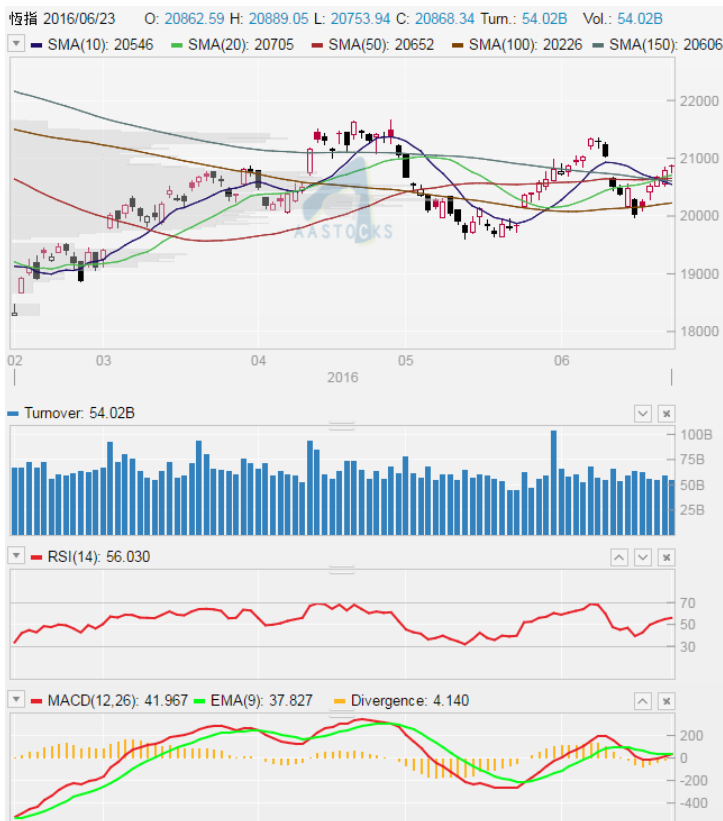 恆指 2016/06/23 O: 20862.59 H: 20889.05 L: 20753.94 C: 20868.34 Turn.: 54.02B Vol.: 54.02B
SMA(10): 20546 SMA(20): 20705 SMA(50): 20652 SMA(100): 20226 SMA(150): 20606
22000
21000
20000
19000
18000
AASTOCKS
02 03 04 05 06
2016
Turnover: 54.02B
100B
75B
50B
25B
RSI(14): 56.030
70
50
30
MACD(12,26): 41.967 EMA(9): 37.827 Divergence: 4.140
200
0
-200
-400